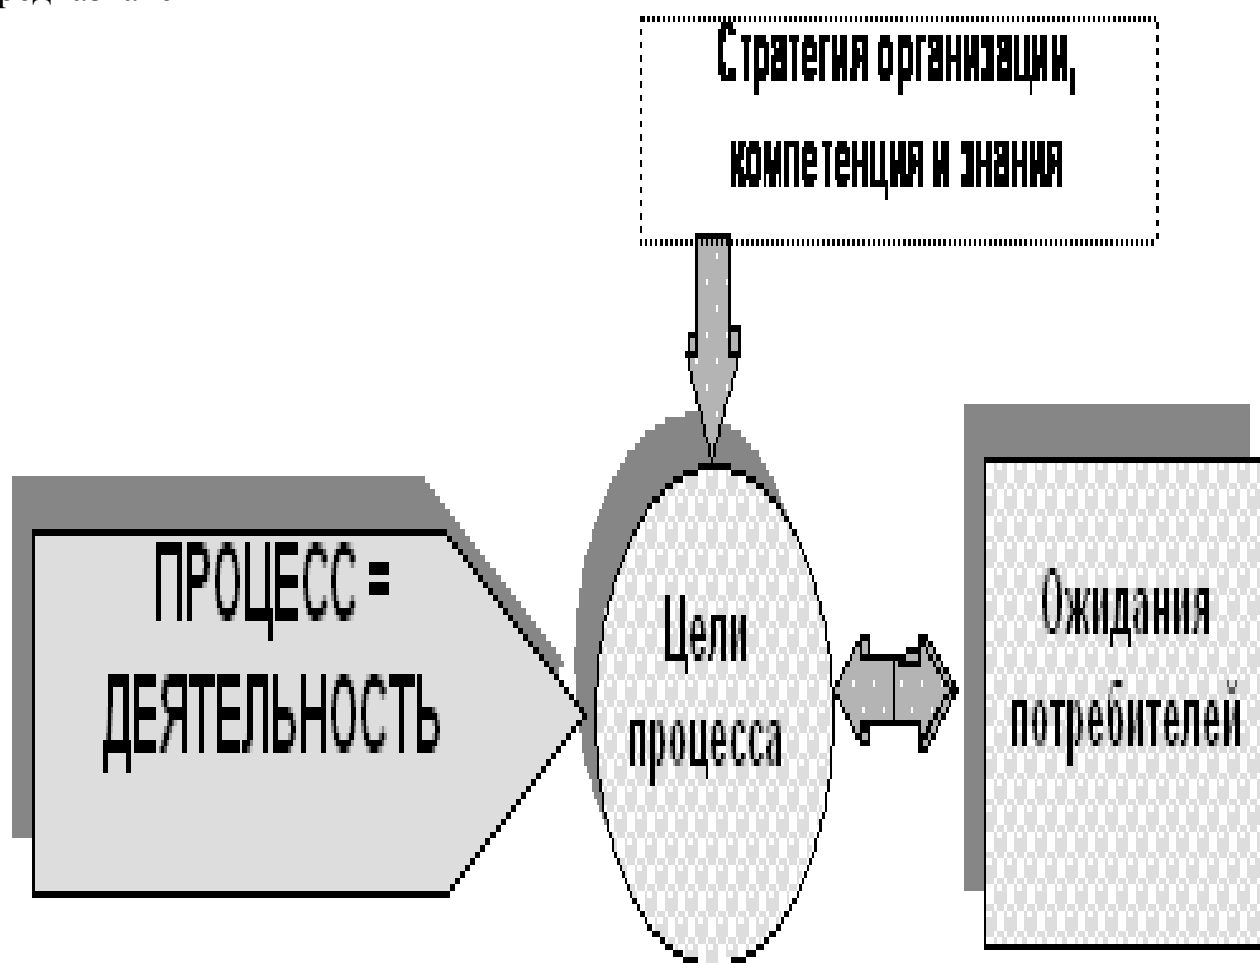 Стратегия организации,
компетенция и знания
ПРОЦЕСС =
ДЕЯТЕЛЬНОСТЬ
Цели
процесса
Ожидания
потребителей